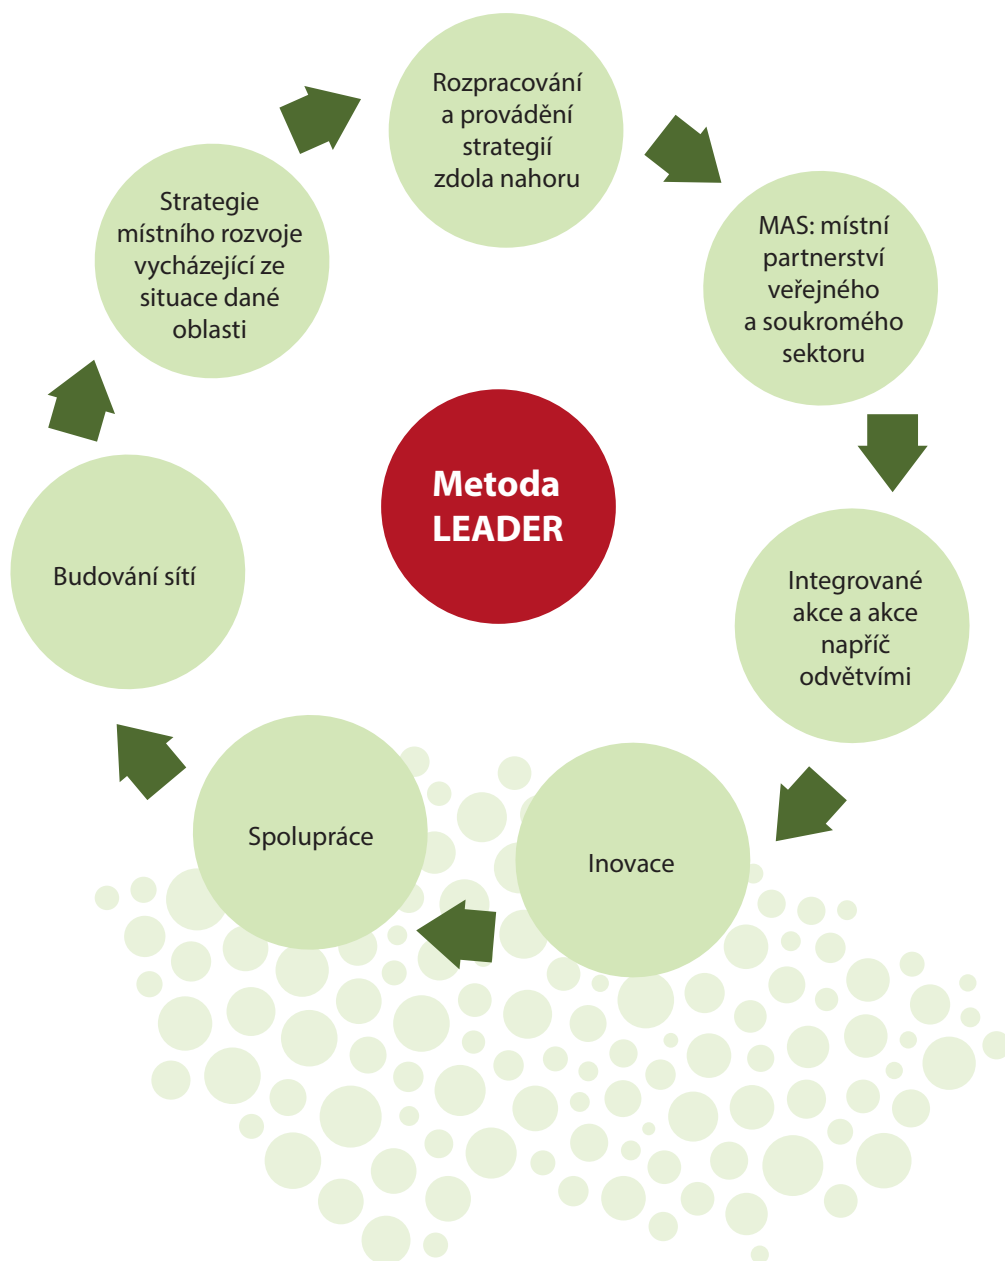 Rozpracování
a provádění
strategií
zdola nahoru
MAS: místní
partnerství
veřejného
a soukromého
sektoru
Integrované
akce a akce
napříč
odvětvími
Inovace
Spolupráce
Budování sítí
Strategie
místního rozvoje
vycházející ze
situace dané
oblasti
Metoda
LEADER